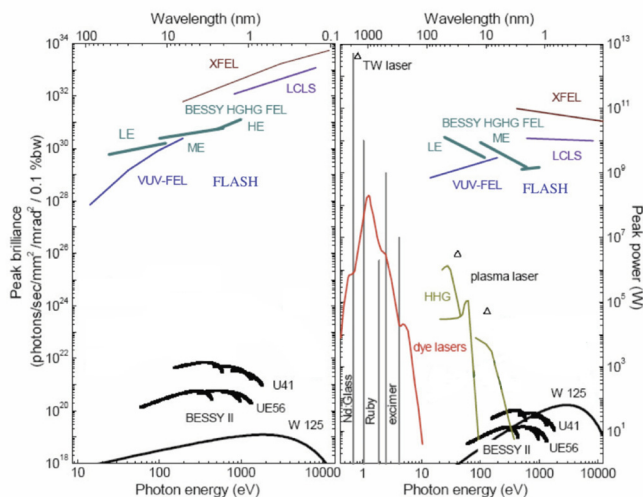 Wavelength (nm)
100 10 1 0.1
10^34
10^32
10^30
10^28
10^26
10^24
10^22
10^20
10^18
Peak brilliance
(photons/sec/mm^2/mrad^2/ 0.1 %bw)
XFEL
LCLS
BESSY HGHG FEL
LE
HE
ME
VUV-FEL
FLASH
U41
UE56
BESSY II
W 125
10 100 1000 10000
Photon energy (eV)
Wavelength (nm)
1000 100 10 1
TW laser
XFEL
BESSY HGHG FEL
LE
ME
LCLS
VUV-FEL
FLASH
plasma laser
HHG
dye lasers
Nd:Glass
Ruby
excimer
W 125
U41
UE56
BESSY II
10^13
10^11
10^9
10^7
10^5
10^3
10^1
Peak power (W)
1 10 100 1000 10000
Photon energy (eV)